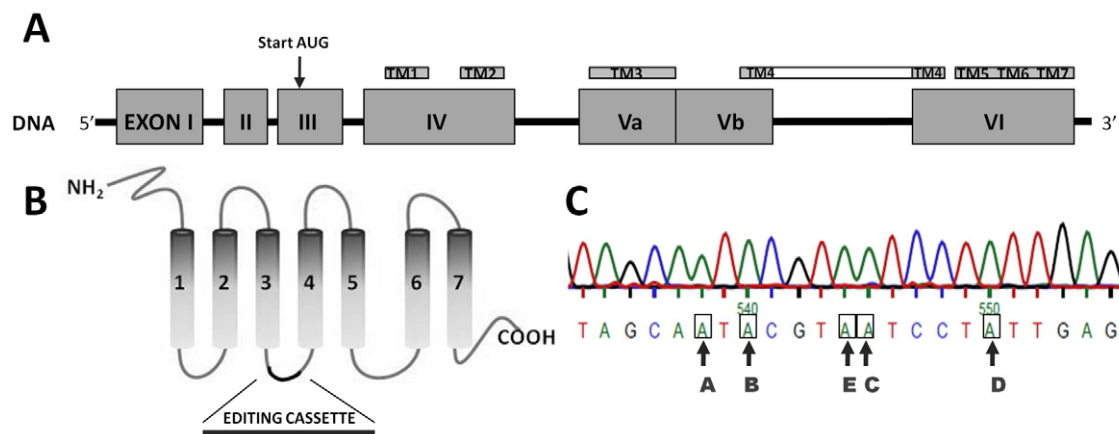 A
Start AUG
TM1 TM2 TM3 TM4 TM4 TM5 TM6 TM7
DNA 5’ EXON I II III IV Va Vb VI 3’
B
NH2
1 2 3 4 5 6 7
COOH
EDITING CASSETTE
C
540 550
T A G C A A T A C G T A A T C C T A T T G A G
A B E C D